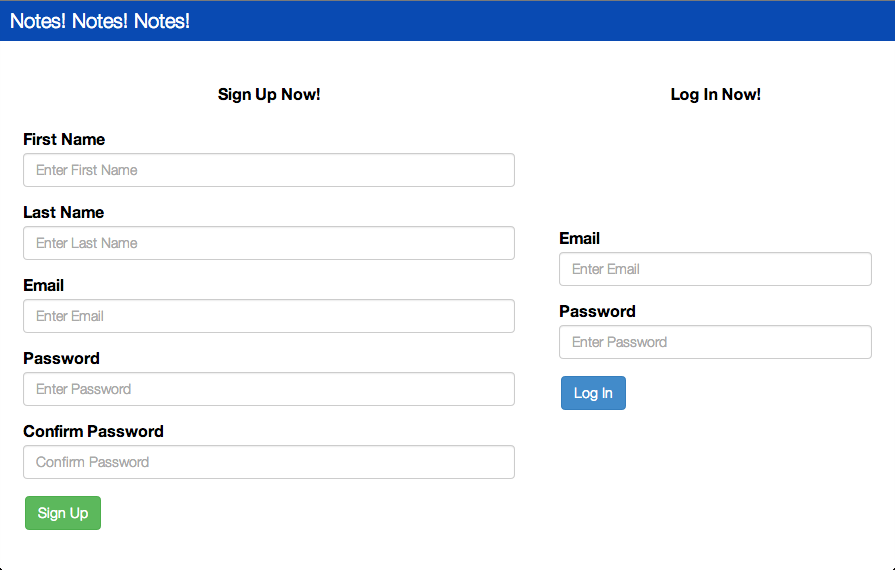 Notes! Notes! Notes!
Sign Up Now!
First Name
Enter First Name
Last Name
Enter Last Name
Email
Enter Email
Password
Enter Password
Confirm Password
Confirm Password
Sign Up
Log In Now!
Email
Enter Email
Password
Enter Password
Log In